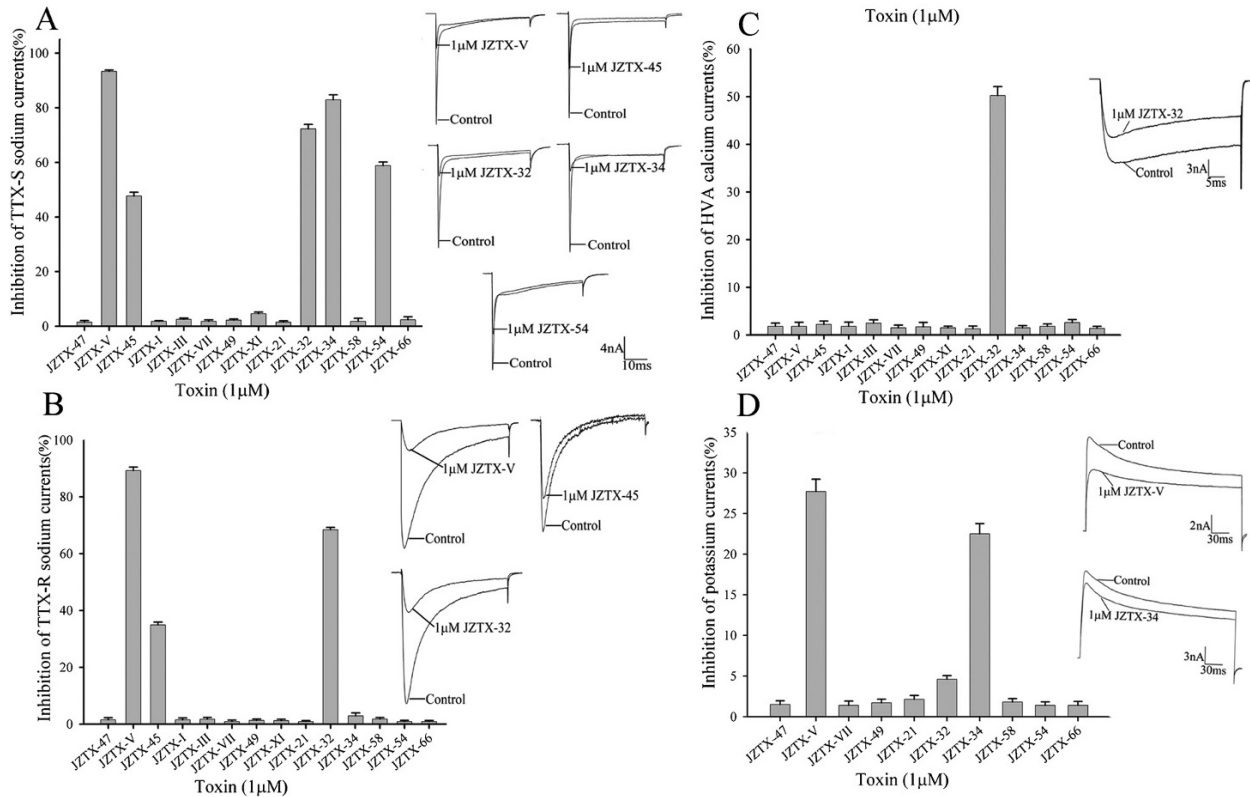 A
Inhibition of TTX-S sodium currents(%)
100
80
60
40
20
0
JZTX-47
JZTX-V
JZTX-45
JZTX-I
JZTX-III
JZTX-VII
JZTX-49
JZTX-XI
JZTX-21
JZTX-32
JZTX-34
JZTX-58
JZTX-54
JZTX-66
Toxin (1μM)
1μM JZTX-V
Control
1μM JZTX-45
Control
1μM JZTX-32
Control
1μM JZTX-34
Control
1μM JZTX-54
Control
4nA
10ms
B
Inhibition of TTX-R sodium currents(%)
100
80
60
40
20
0
JZTX-47
JZTX-V
JZTX-45
JZTX-I
JZTX-III
JZTX-VII
JZTX-49
JZTX-XI
JZTX-21
JZTX-32
JZTX-34
JZTX-58
JZTX-54
JZTX-66
Toxin (1μM)
1μM JZTX-V
Control
1μM JZTX-45
Control
1μM JZTX-32
Control
Toxin (1μM)
C
Inhibition of HVA calcium currents(%)
60
50
40
30
20
10
0
JZTX-47
JZTX-V
JZTX-45
JZTX-I
JZTX-III
JZTX-VII
JZTX-49
JZTX-XI
JZTX-21
JZTX-32
JZTX-34
JZTX-58
JZTX-54
JZTX-66
Toxin (1μM)
1μM JZTX-32
Control
3nA
5ms
D
Inhibition of potassium currents(%)
35
30
25
20
15
10
5
0
JZTX-47
JZTX-V
JZTX-VII
JZTX-49
JZTX-21
JZTX-32
JZTX-34
JZTX-58
JZTX-54
JZTX-66
Toxin (1μM)
Control
1μM JZTX-V
2nA
30ms
Control
1μM JZTX-34
3nA
30ms